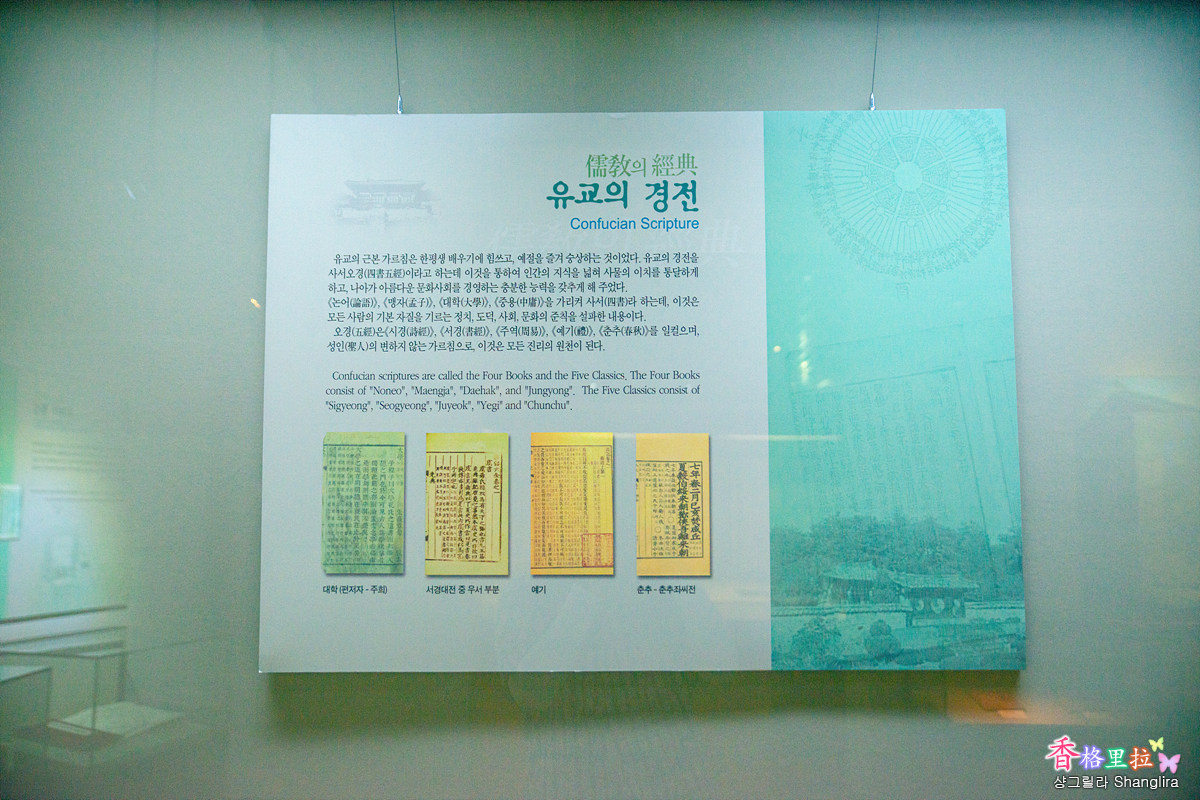 儒敎의 經典
유교의 경전
Confucian Scripture
유교의 근본 가르침은 한평생 배우기에 힘쓰고, 예절을 즐겨 숭상하는 것이었다. 유교의 경전을
사서오경(四書五經)이라고 하는데 이것을 통하여 인간의 지식을 넓혀 사물의 이치를 통달하게
하고, 나아가 아름다운 문화사회를 경영하는 충분한 능력을 갖추게 해 주었다.
《논어(論語)》, 《맹자(孟子)》, 《대학(大學)》, 《중용(中庸)》을 가리켜 사서(四書)라 하는데, 이것은
모든 사람의 기본 자질을 기르는 정치, 도덕, 사회, 문화의 준칙을 설파한 내용이다.
오경(五經)은《시경(詩經)》, 《서경(書經)》, 《주역(周易)》, 《예기(禮)》, 《춘추(春秋)》를 일컬으며,
성인(聖人)의 변하지 않는 가르침으로, 이것은 모든 진리의 원천이 된다.
Confucian scriptures are called the Four Books and the Five Classics. The Four Books
consist of "Noneo", "Maengja", "Daehak", and "Jungyong". The Five Classics consist of
"Sigyeong", "Seogyeong", "Juyeok", "Yegi" and "Chunchu".
대학 (편저자 - 주희)
서경대전 중 우서 부분
예기
춘추 - 춘추좌씨전
香格里拉
샹그릴라 Shanglira